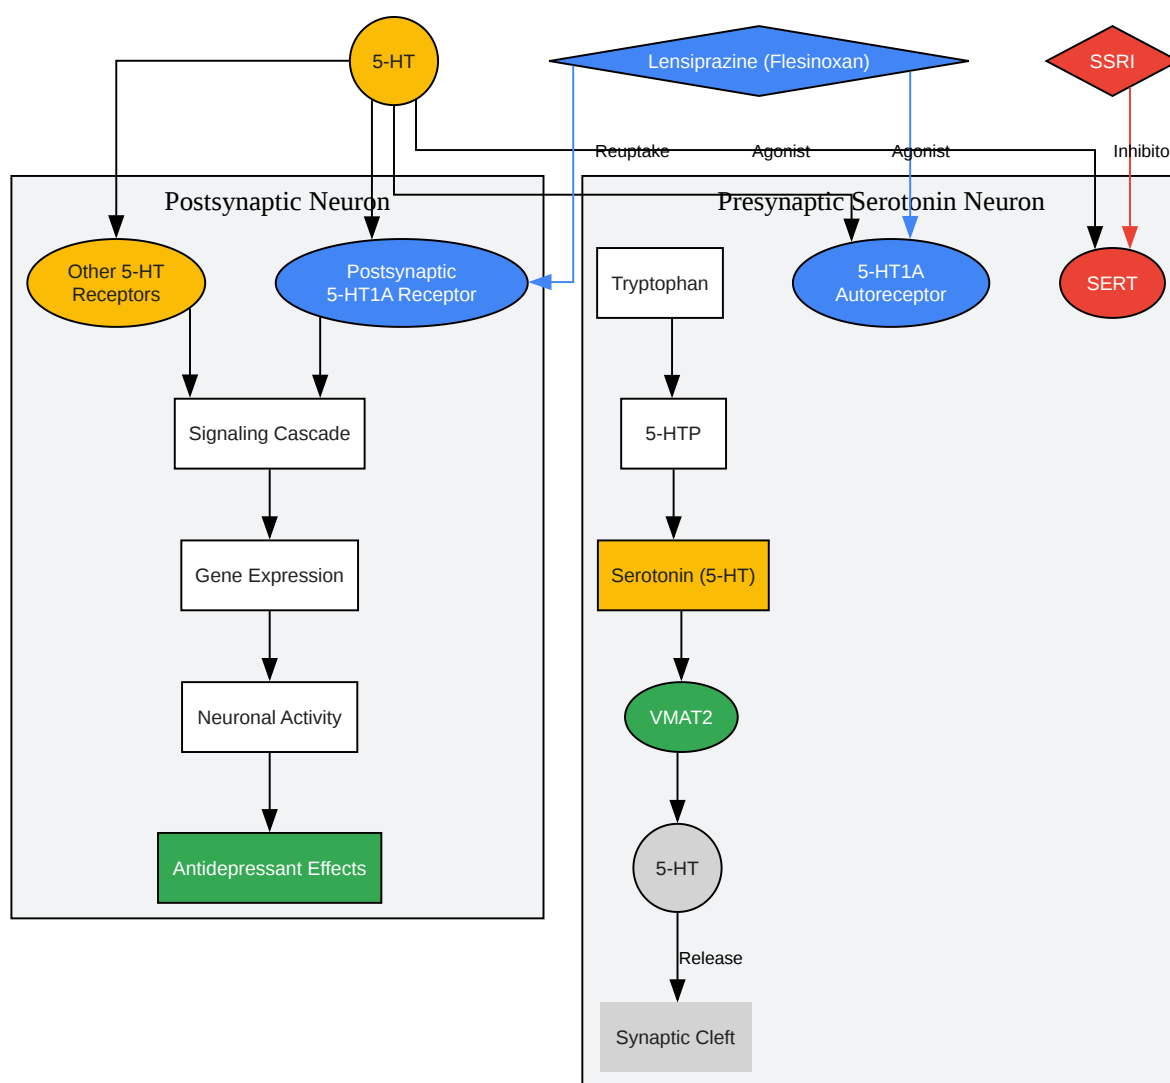 5-HT
Lensiprazine (Flesinoxan)
SSRI
Reuptake
Agonist
Agonist
Inhibito
Postsynaptic Neuron
Presynaptic Serotonin Neuron
Other 5-HT
Receptors
Postsynaptic
5-HT1A Receptor
Tryptophan
5-HT1A
Autoreceptor
SERT
Signaling Cascade
5-HTP
Gene Expression
Serotonin (5-HT)
Neuronal Activity
VMAT2
Antidepressant Effects
5-HT
Release
Synaptic Cleft